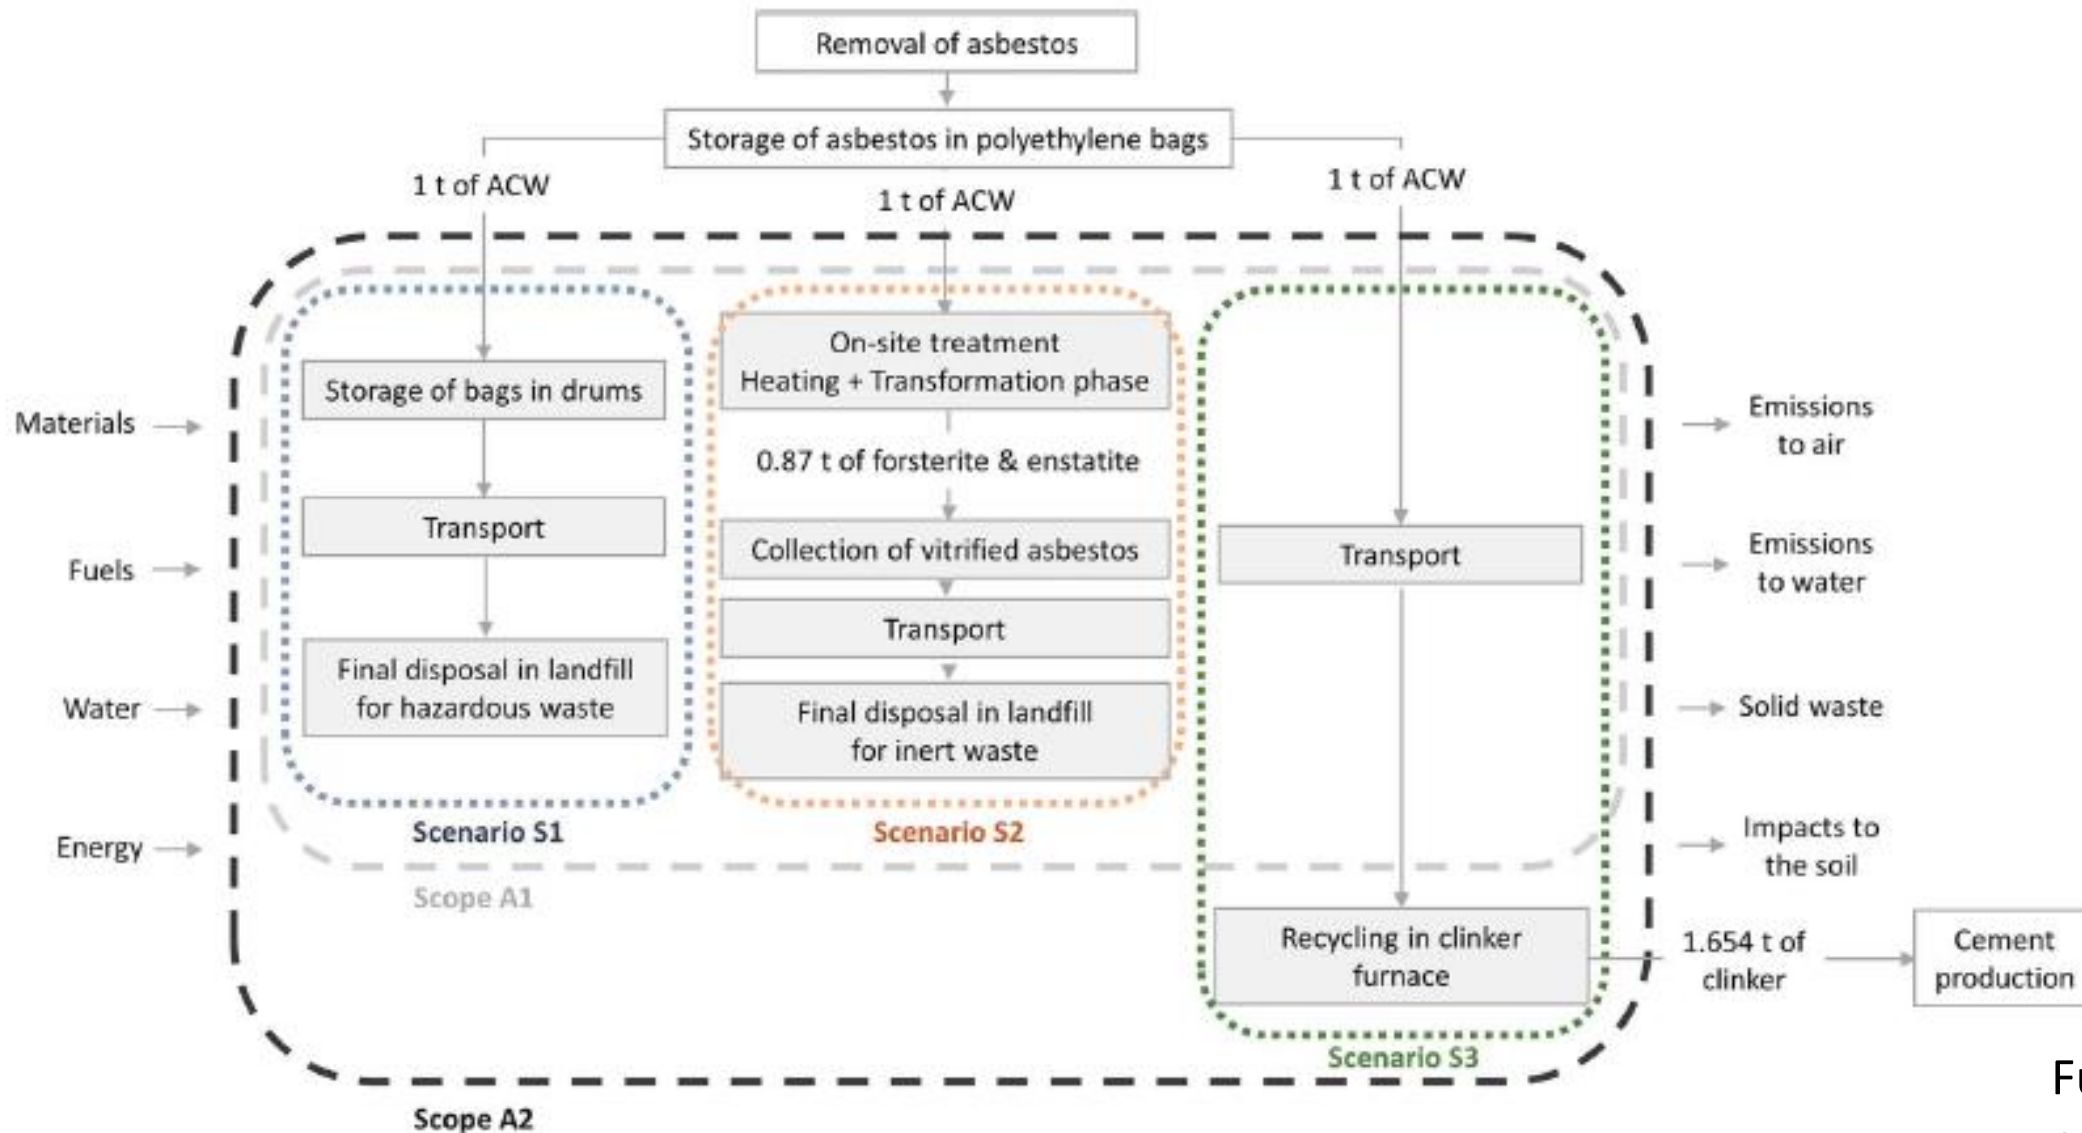 Removal of asbestos
Storage of asbestos in polyethylene bags
1 t of ACW
1 t of ACW
1 t of ACW
On-site treatment
Heating + Transformation phase
Storage of bags in drums
0.87 t of forsterite & enstatite
Transport
Collection of vitrified asbestos
Transport
Transport
Final disposal in landfill
for hazardous waste
Final disposal in landfill
for inert waste
Scenario S1
Scenario S2
Scope A1
Recycling in clinker
furnace
Scenario S3
Scope A2
Materials
Fuels
Water
Energy
Emissions
to air
Emissions
to water
Solid waste
Impacts to
the soil
1.654 t of
clinker
Cement
production